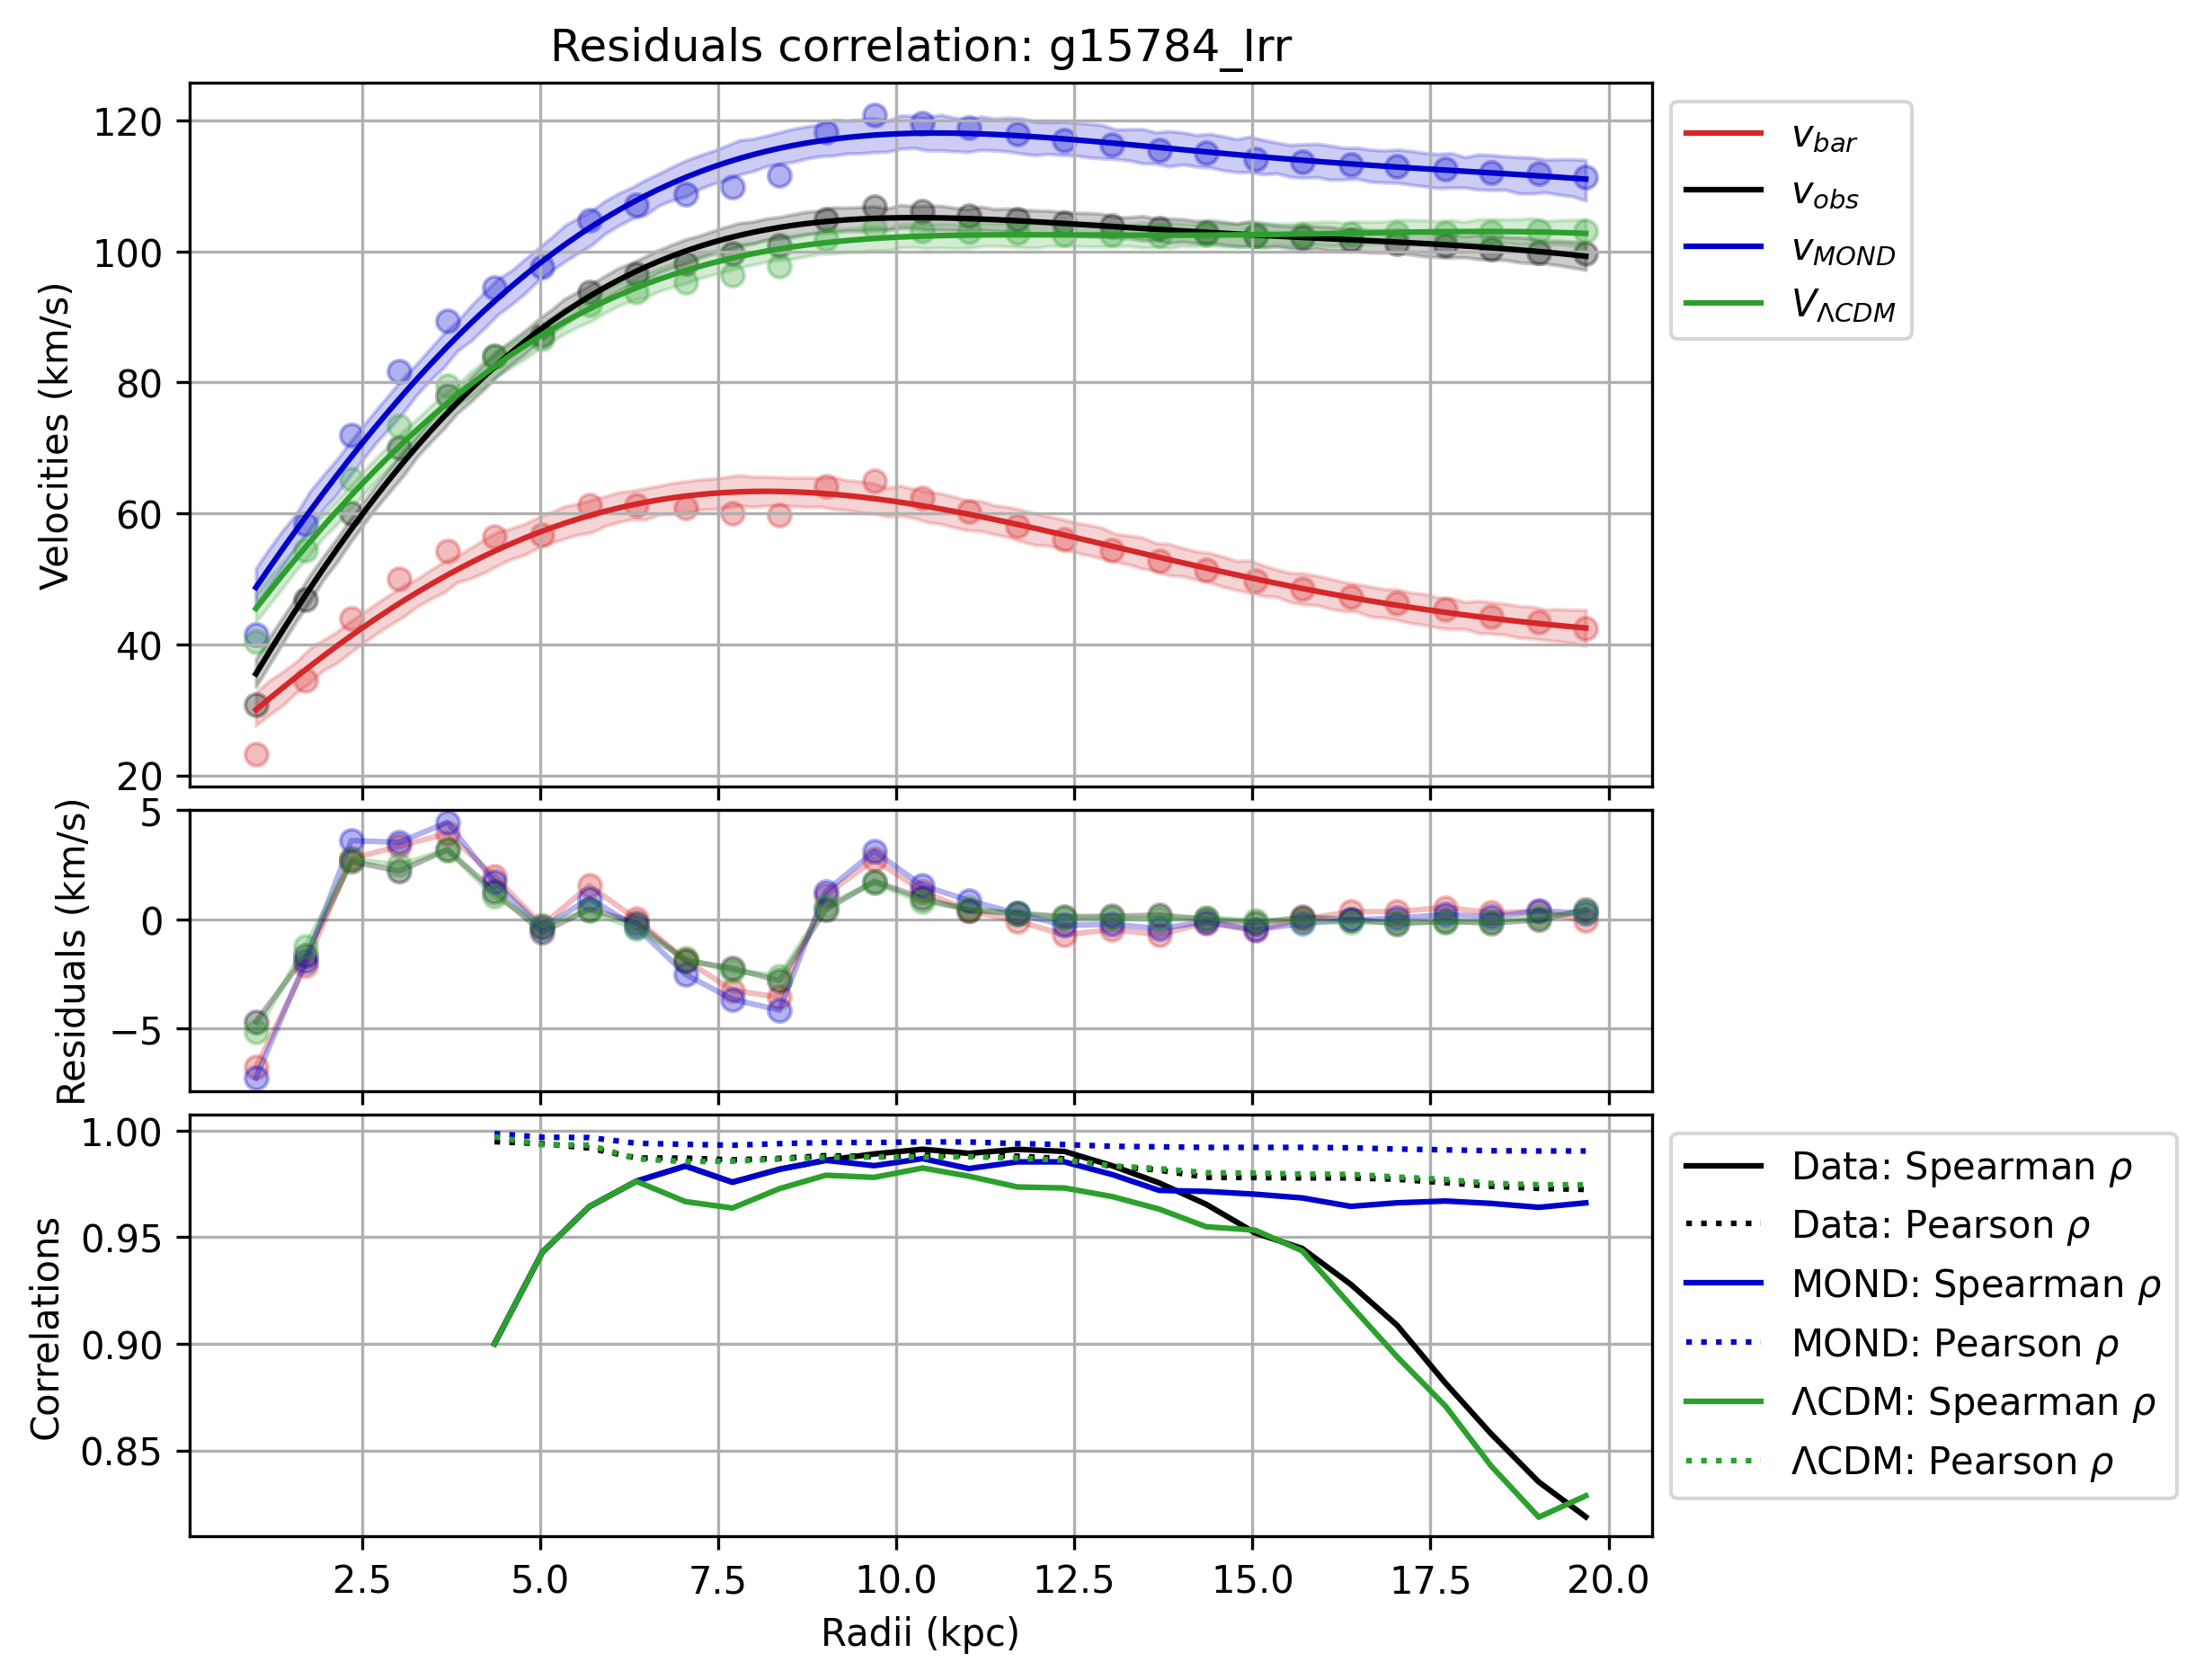 Residuals correlation: g15784_Irr
120
100
80
60
40
20
Velocities (km/s)
v_bar
v_obs
v_MOND
V_ΛCDM
5
0
−5
Residuals (km/s)
1.00
0.95
0.90
0.85
Correlations
Data: Spearman ρ
Data: Pearson ρ
MOND: Spearman ρ
MOND: Pearson ρ
ΛCDM: Spearman ρ
ΛCDM: Pearson ρ
2.5 5.0 7.5 10.0 12.5 15.0 17.5 20.0
Radii (kpc)